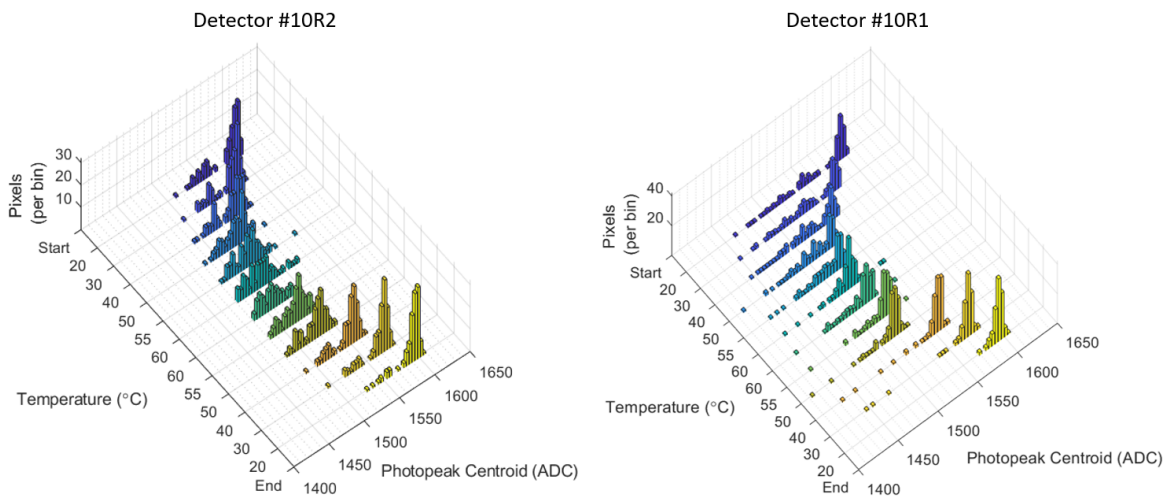 Detector #10R2
30
20
10
Pixels
(per bin)
Start
20
30
40
50
55
60
60
55
50
40
30
20
End
Temperature (°C)
1400
1450
1500
1550
1600
1650
Photopeak Centroid (ADC)
Detector #10R1
40
20
Pixels
(per bin)
Start
20
30
40
50
55
60
60
55
50
40
30
20
End
Temperature (°C)
1400
1450
1500
1550
1600
1650
Photopeak Centroid (ADC)